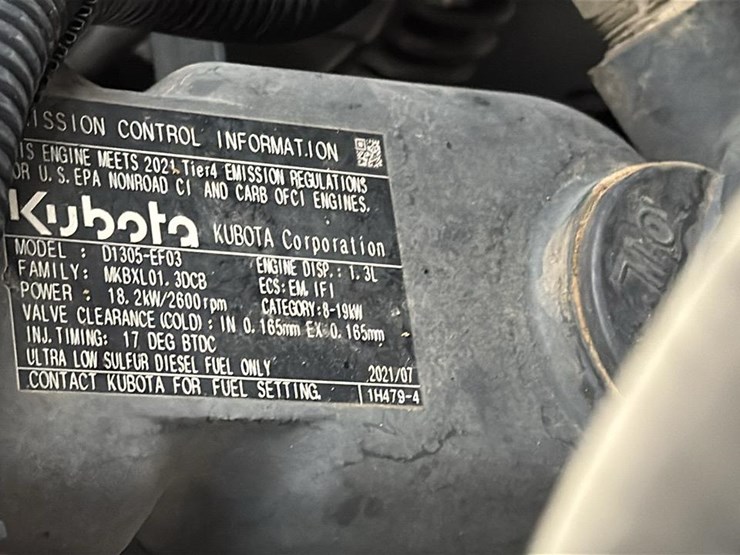 ISSION CONTROL INFORMATION
IS ENGINE MEETS 2021 Tier4 EMISSION REGULATIONS
OR U.S. EPA NONROAD CI AND CARB OFCI ENGINES.
Kubota KUBOTA Corporation
MODEL : D1305-EF03 ENGINE DISP.: 1.3L
FAMILY: MKBXL01.3DCB ECS: EM, IFI
POWER : 18.2kW/2600rpm CATEGORY:8-19kW
VALVE CLEARANCE (COLD) : IN 0.165mm EX 0.165mm
INJ. TIMING: 17 DEG BTDC
ULTRA LOW SULFUR DIESEL FUEL ONLY 2021/07
CONTACT KUBOTA FOR FUEL SETTING. 1H479-4